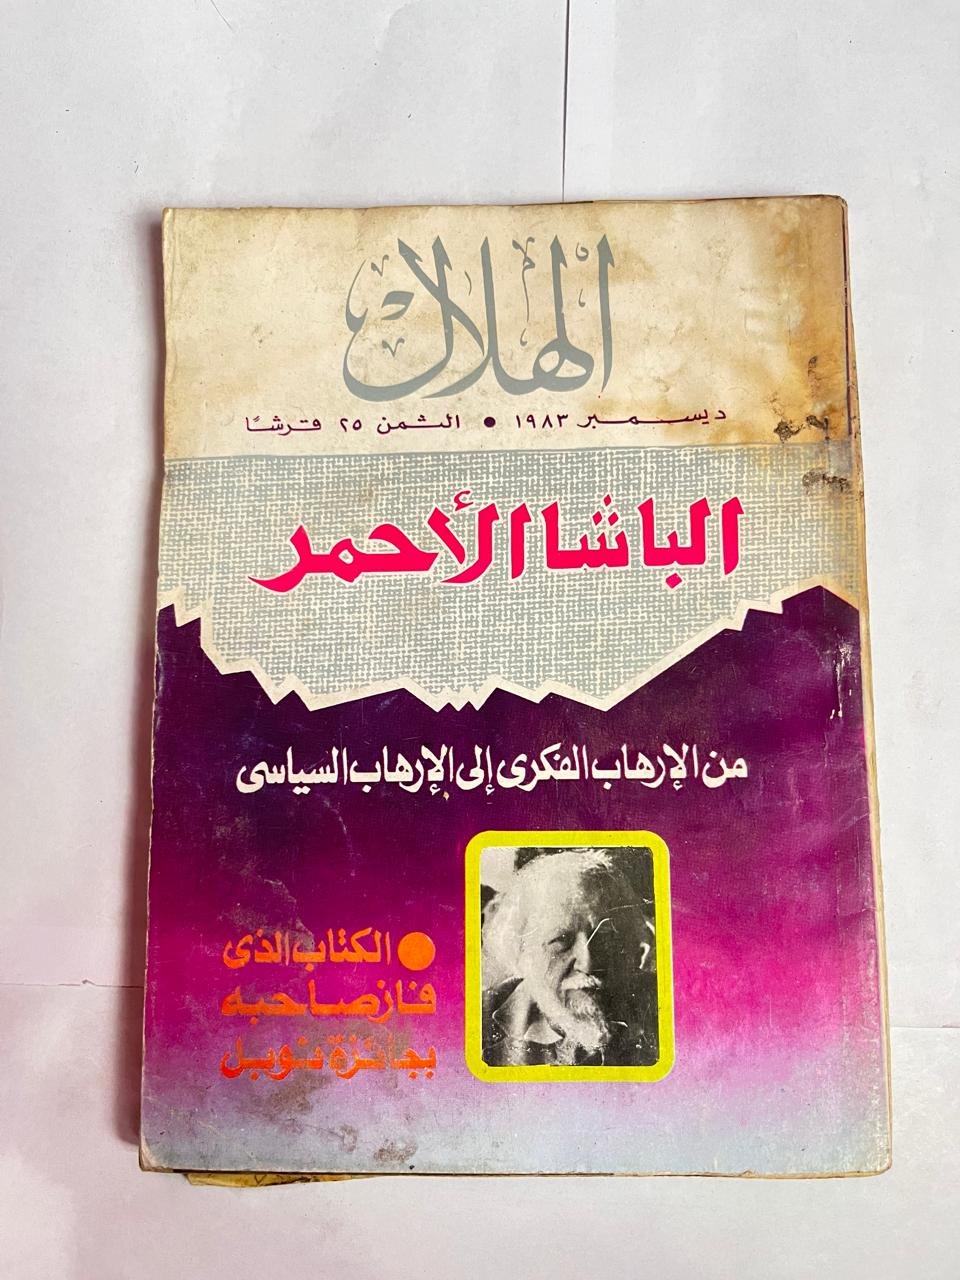 الهلال
ديسمبر ١٩٨٣ • الثمن ٢٥ قرشًا
الباشا الأحمر
من الإرهاب الفكرى إلى الإرهاب السياسى
● الكتاب الذى
فاز صاحبه
بجائزة نوبل